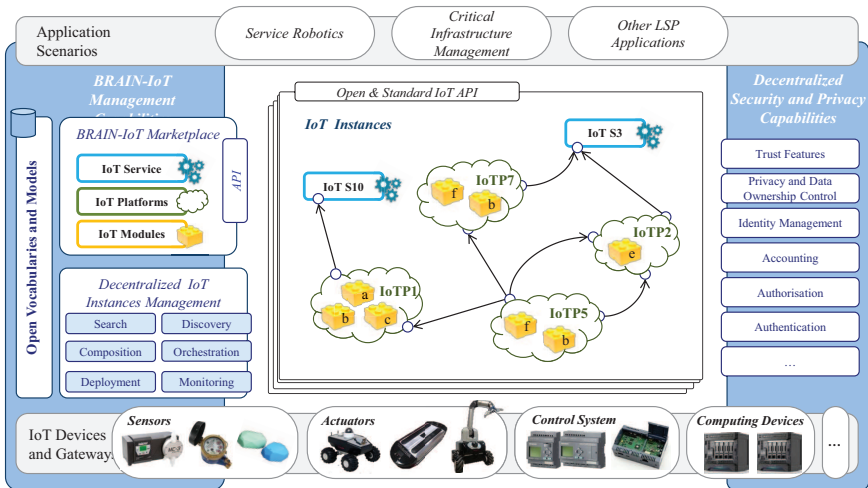 Application
Scenarios
Service Robotics
Critical
Infrastructure
Management
Other LSP
Applications
BRAIN-IoT
Management
Open Vocabularies and Models
BRAIN-IoT Marketplace
IoT Service
IoT Platforms
IoT Modules
API
Decentralized IoT
Instances Management
Search
Discovery
Composition
Orchestration
Deployment
Monitoring
Open & Standard IoT API
IoT Instances
IoT S3
IoT S10
IoTP7
f
b
IoTP2
e
IoTP1
a
b
c
IoTP5
f
b
Decentralized
Security and Privacy
Capabilities
Trust Features
Privacy and Data
Ownership Control
Identity Management
Accounting
Authorisation
Authentication
...
IoT Devices
and Gateway
Sensors
Actuators
Control System
Computing Devices
...